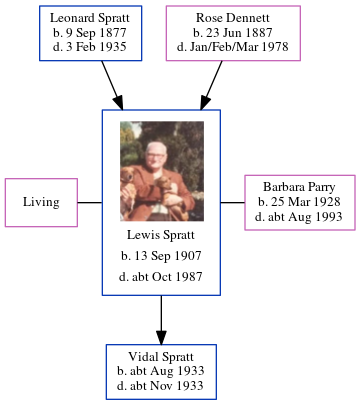 Leonard Spratt
b. 9 Sep 1877
d. 3 Feb 1935
Rose Dennett
b. 23 Jun 1887
d. Jan/Feb/Mar 1978
Living
Lewis Spratt
b. 13 Sep 1907
d. abt Oct 1987
Barbara Parry
b. 25 Mar 1928
d. abt Aug 1993
Vidal Spratt
b. abt Aug 1933
d. abt Nov 1933